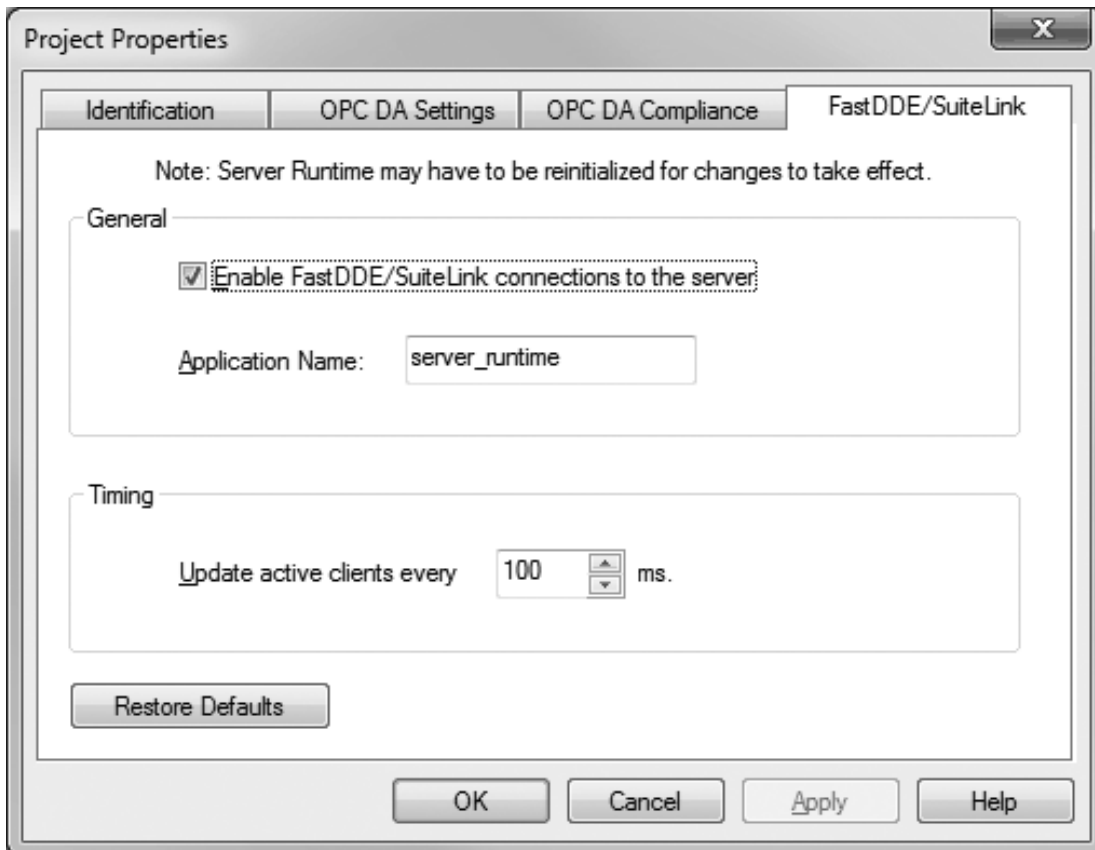 Project Properties
X
Identification
OPC DA Settings
OPC DA Compliance
FastDDE/SuiteLink
Note: Server Runtime may have to be reinitialized for changes to take effect.
General
Enable FastDDE/SuiteLink connections to the server
Application Name: server_runtime
Timing
Update active clients every 100 ms.
Restore Defaults
OK Cancel Apply Help